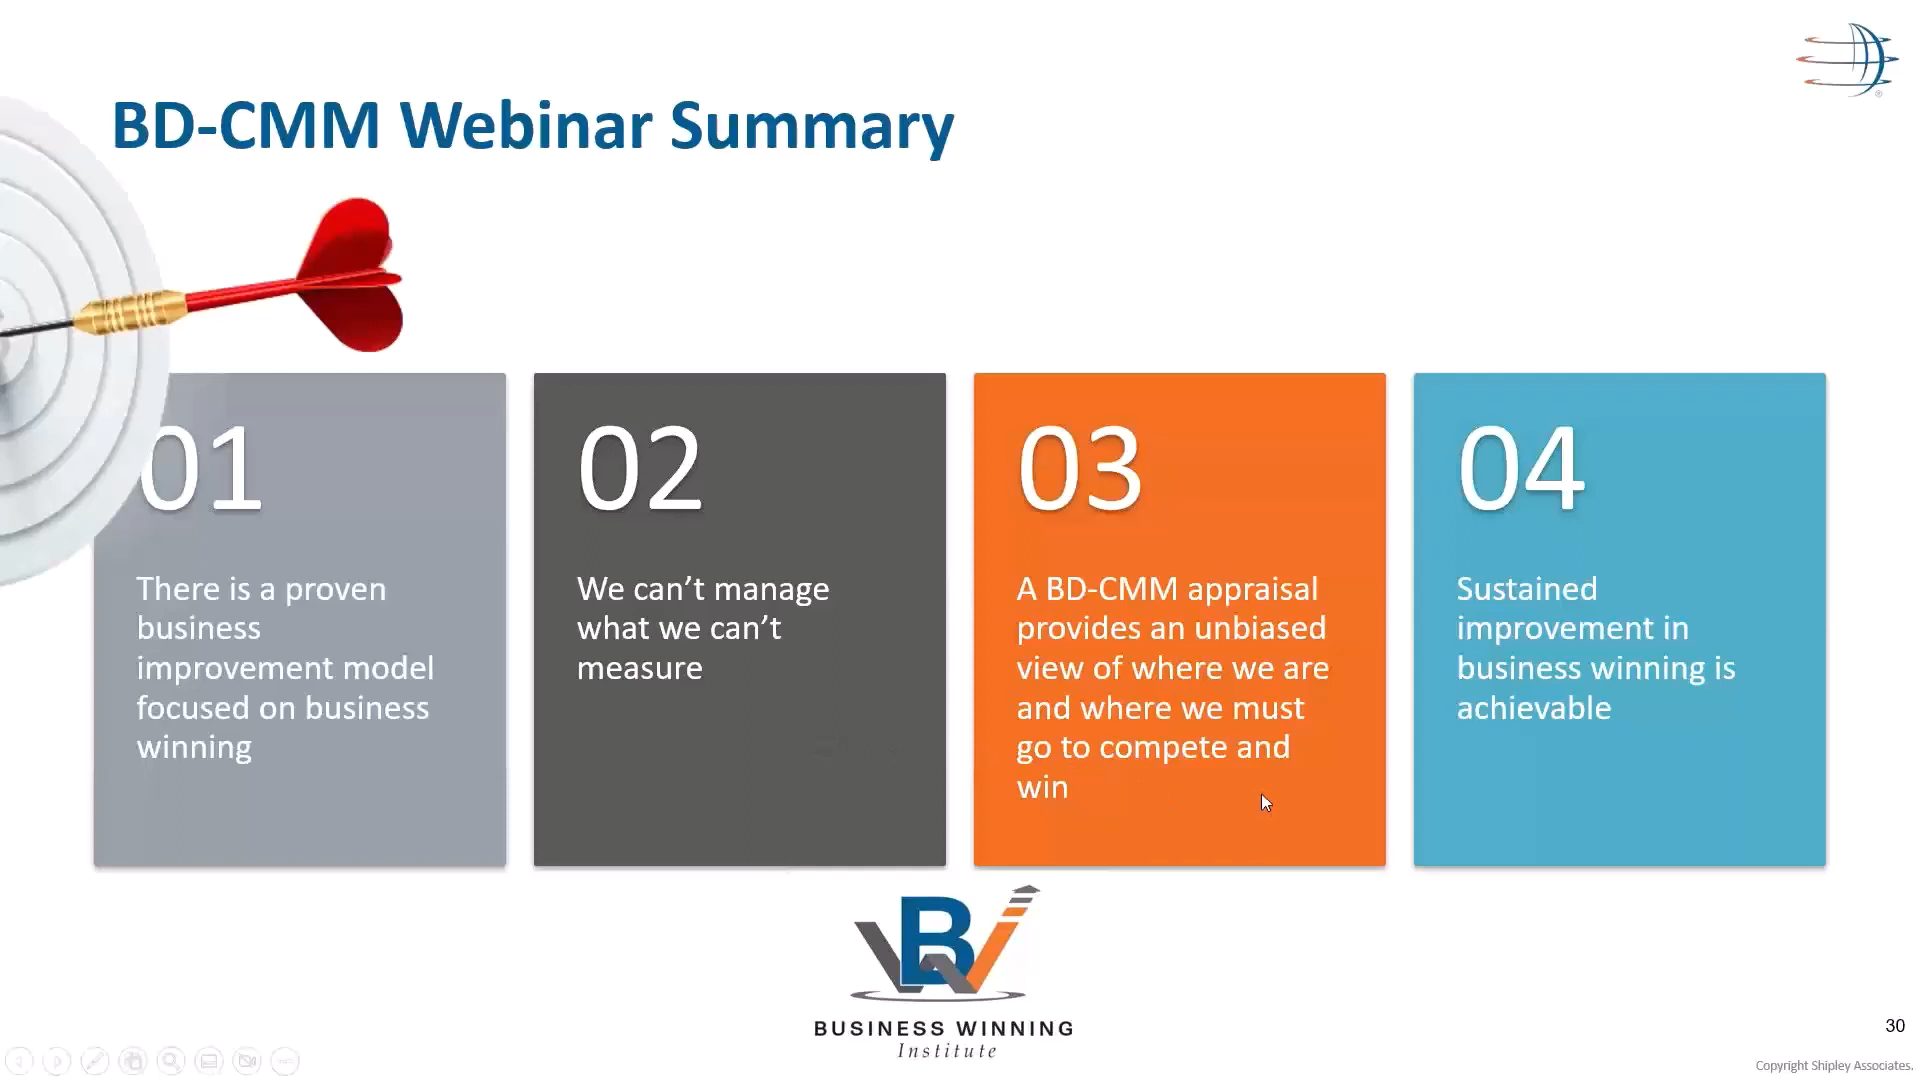 BD-CMM Webinar Summary
01
There is a proven
business
improvement model
focused on business
winning
02
We can’t manage
what we can’t
measure
03
A BD-CMM appraisal
provides an unbiased
view of where we are
and where we must
go to compete and
win
04
Sustained
improvement in
business winning is
achievable
BW
BUSINESS WINNING
Institute
30
Copyright Shipley Associates.